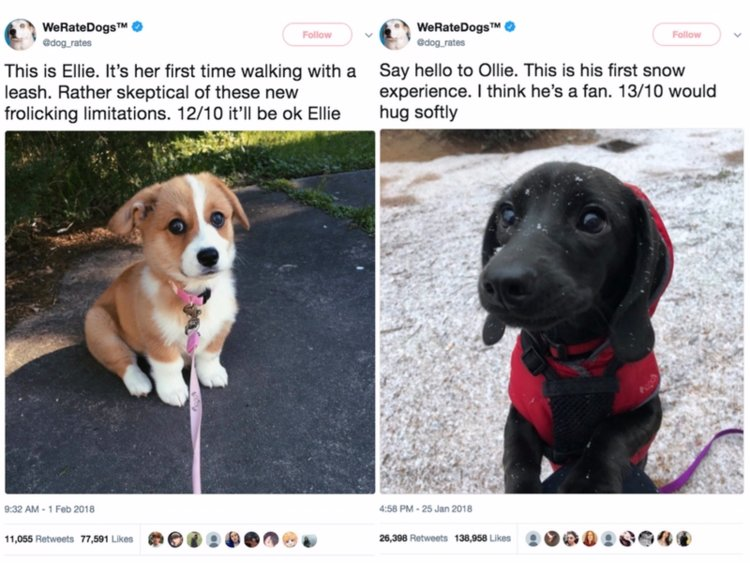 WeRateDogs™
@dog_rates
Follow
This is Ellie. It's her first time walking with a
leash. Rather skeptical of these new
frolicking limitations. 12/10 it'll be ok Ellie
9:32 AM - 1 Feb 2018
11,055 Retweets 77,591 Likes
WeRateDogs™
@dog_rates
Follow
Say hello to Ollie. This is his first snow
experience. I think he's a fan. 13/10 would
hug softly
4:58 PM - 25 Jan 2018
26,398 Retweets 138,958 Likes